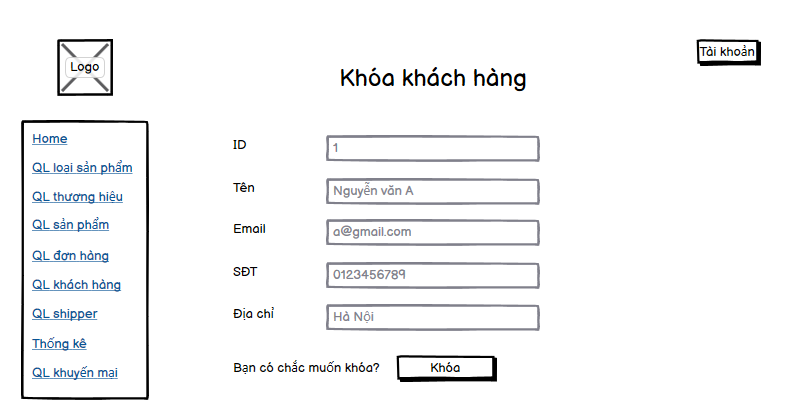 Logo
Khóa khách hàng
Tài khoản
Home
QL loại sản phẩm
QL thương hiệu
QL sản phẩm
QL đơn hàng
QL khách hàng
QL shipper
Thống kê
QL khuyến mại
ID
1
Tên
Nguyễn văn A
Email
a@gmail.com
SĐT
0123456789
Địa chỉ
Hà Nội
Bạn có chắc muốn khóa?
Khóa